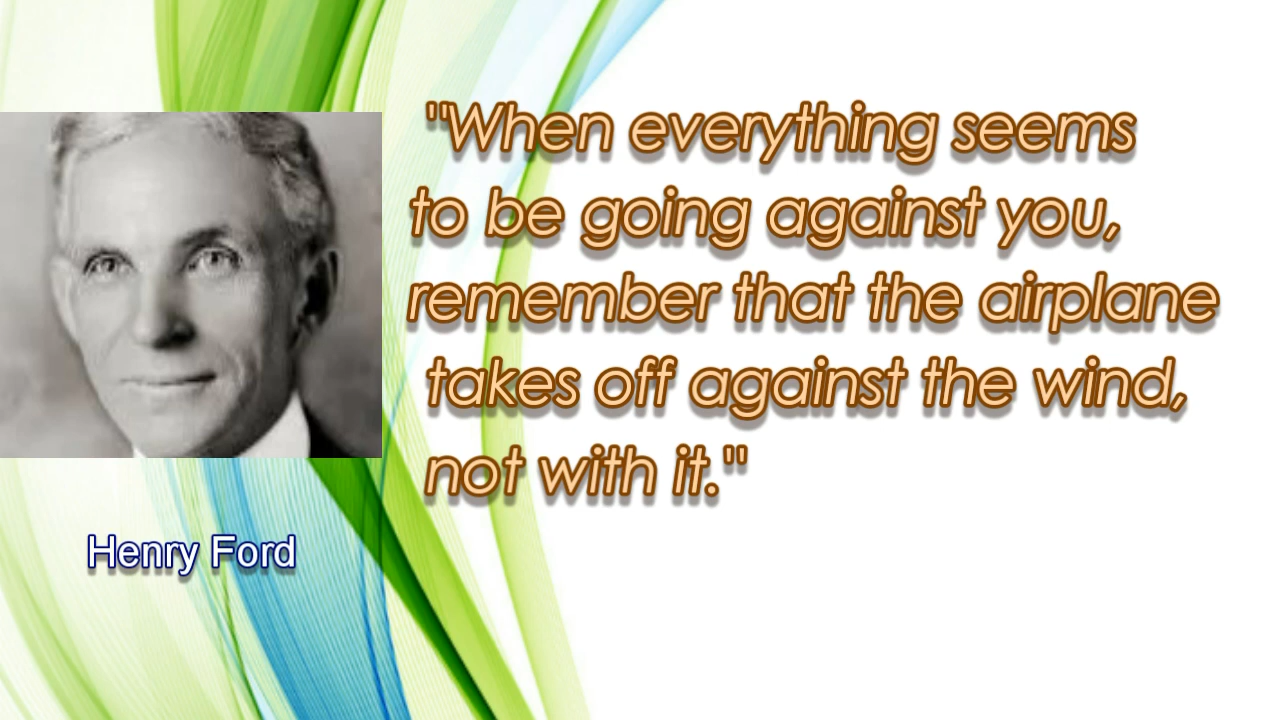 "When everything seems
to be going against you,
remember that the airplane
takes off against the wind,
not with it."
Henry Ford